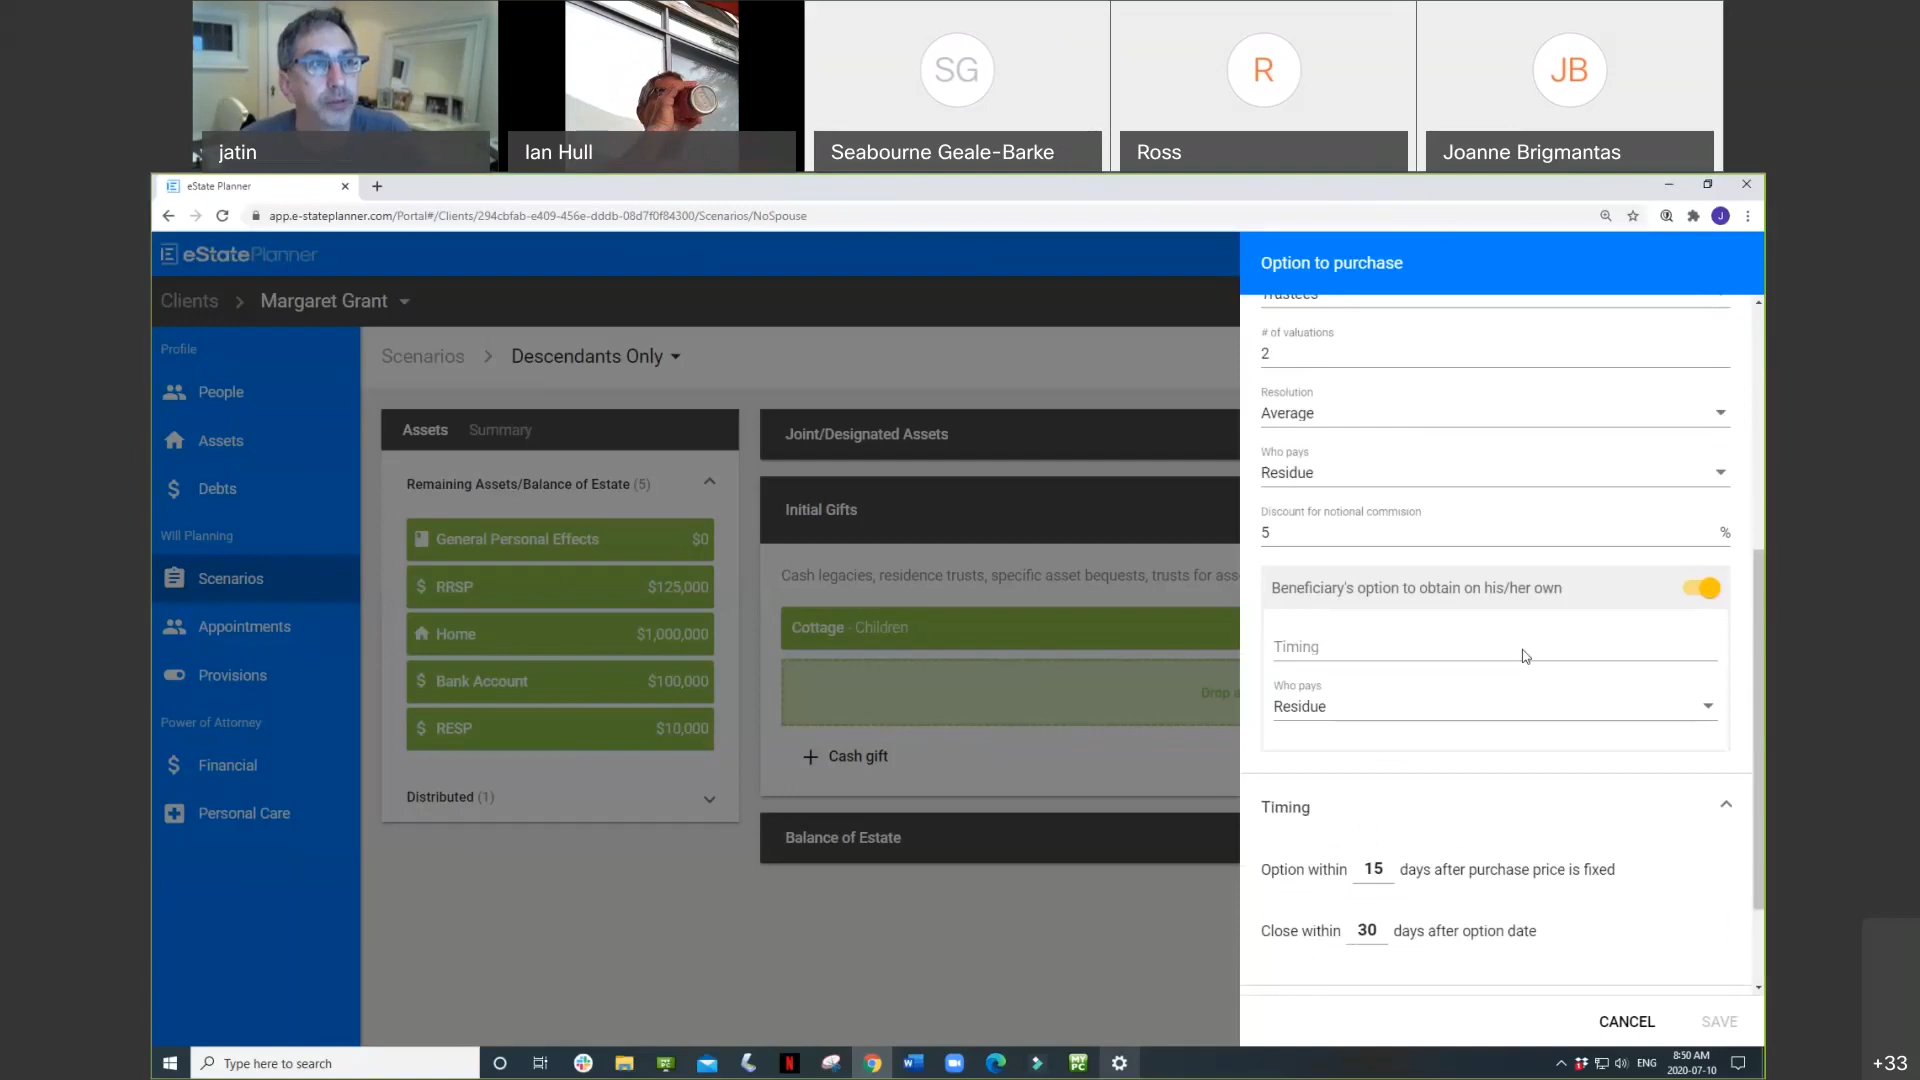 SG
R
JB
jatin
Ian Hull
Seabourne Geale-Barke
Ross
Joanne Brigmantas
eState Planner
app.e-stateplanner.com/Portal#/Clients/294cbfab-e409-456e-dddb-08d7f0f84300/Scenarios/NoSpouse
J
eStatePlanner
Clients > Margaret Grant
Profile
People
Assets
Debts
Will Planning
Scenarios
Appointments
Provisions
Power of Attorney
Financial
Personal Care
Scenarios > Descendants Only
Assets Summary
Remaining Assets/Balance of Estate (5)
General Personal Effects $0
RRSP $125,000
Home $1,000,000
Bank Account $100,000
RESP $10,000
Distributed (1)
Joint/Designated Assets
Initial Gifts
Cash legacies, residence trusts, specific asset bequests, trusts for ass
Cottage - Children
Drop a
+ Cash gift
Balance of Estate
Option to purchase
Trustees
# of valuations
2
Resolution
Average
Who pays
Residue
Discount for notional commision
5 %
Beneficiary's option to obtain on his/her own
Timing
Who pays
Residue
Timing
Option within 15 days after purchase price is fixed
Close within 30 days after option date
CANCEL SAVE
Type here to search
ENG
8:50 AM
2020-07-10
+33